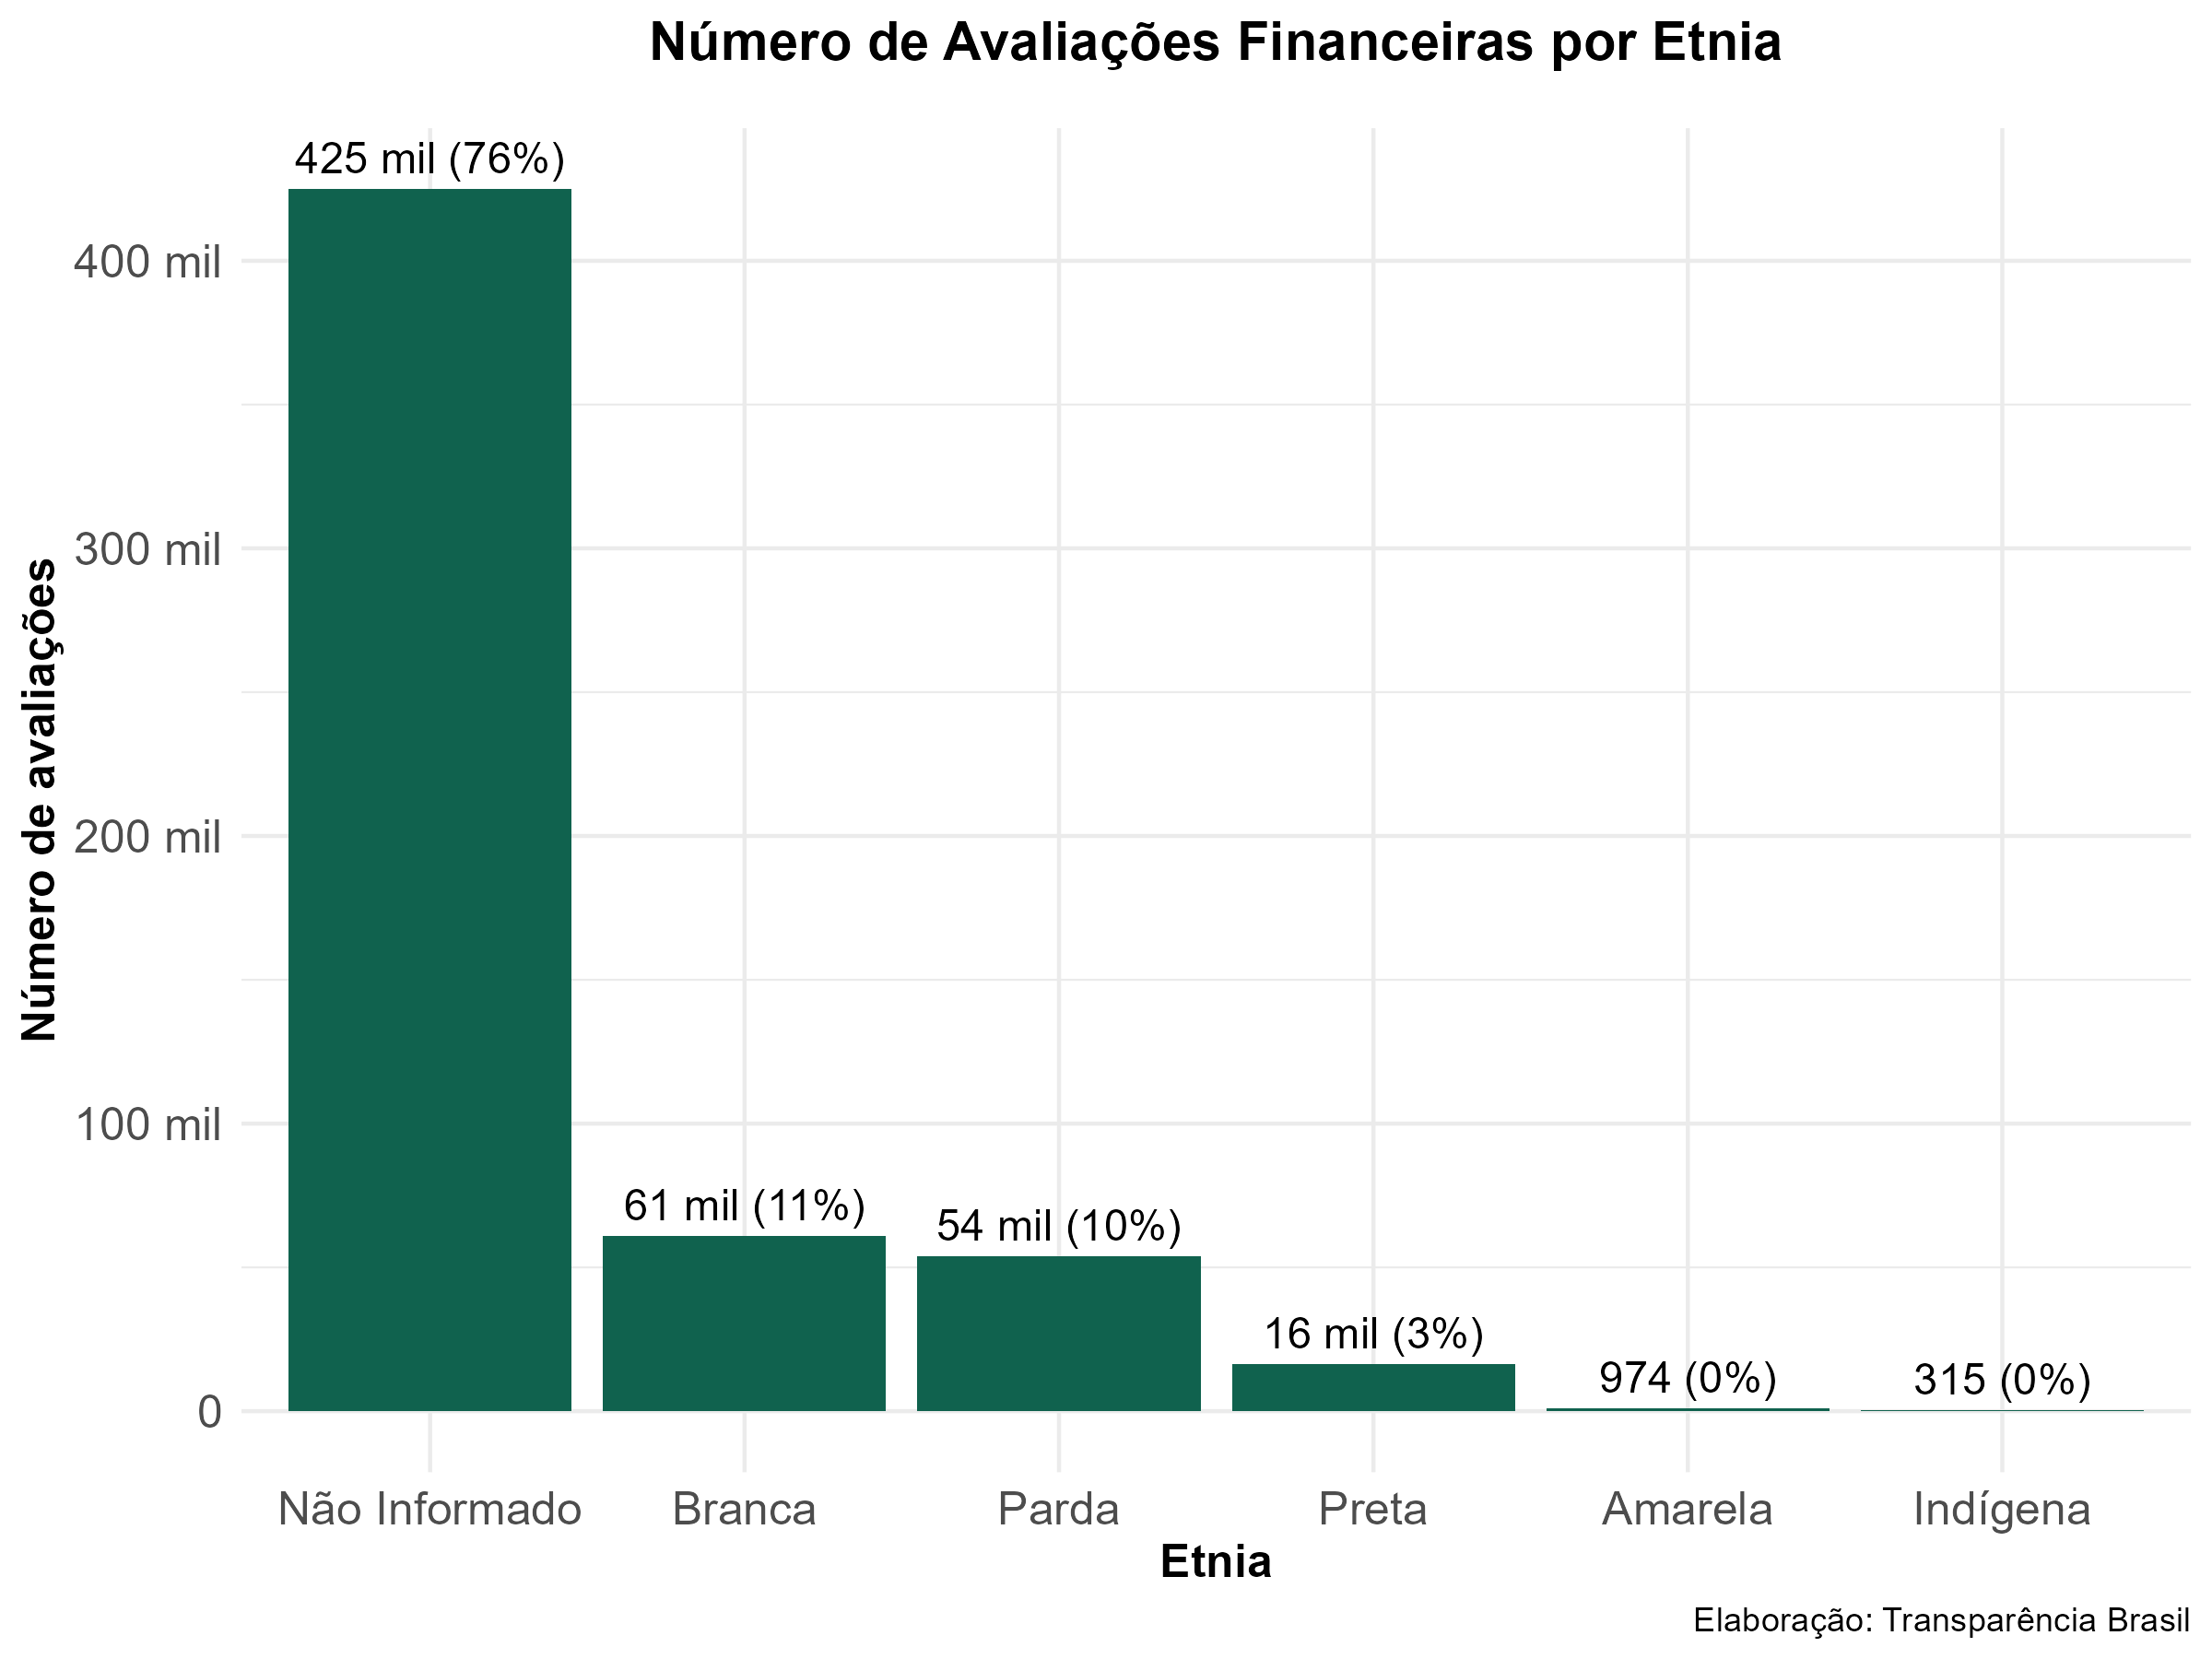 Número de Avaliações Financeiras por Etnia
425 mil (76%)
400 mil
300 mil
200 mil
100 mil
0
Número de avaliações
61 mil (11%)
54 mil (10%)
16 mil (3%)
974 (0%)
315 (0%)
Não Informado
Branca
Parda
Preta
Amarela
Indígena
Etnia
Elaboração: Transparência Brasil